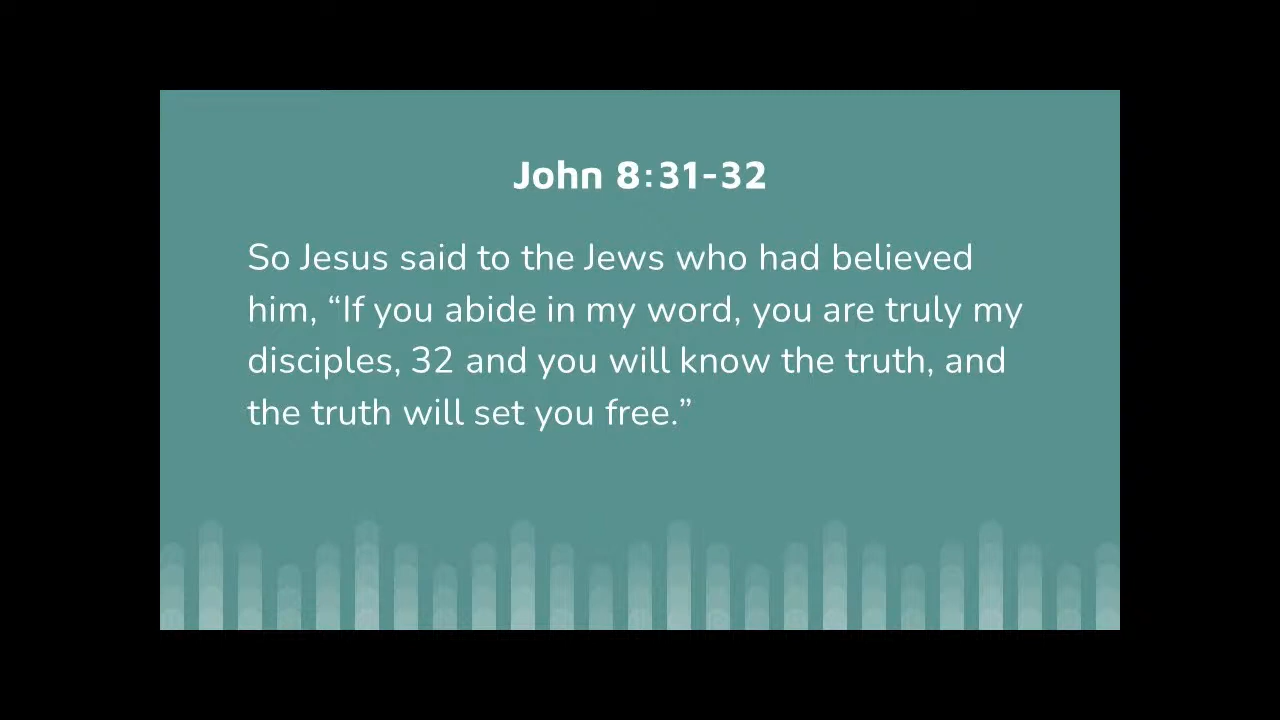 John 8:31-32
So Jesus said to the Jews who had believed
him, “If you abide in my word, you are truly my
disciples, 32 and you will know the truth, and
the truth will set you free.”